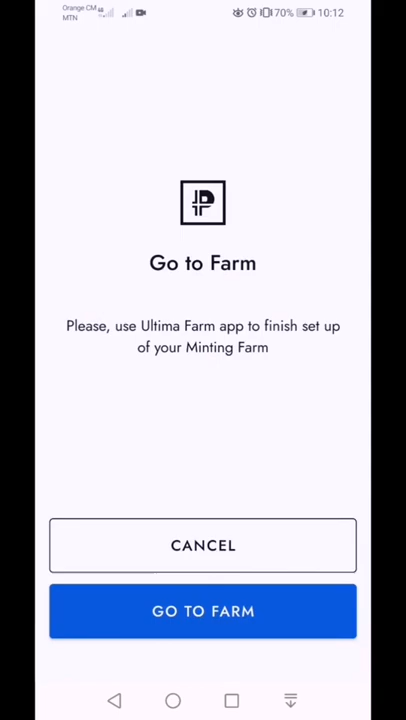 Orange CM
MTN
70%
10:12
Go to Farm
Please, use Ultima Farm app to finish set up
of your Minting Farm
CANCEL
GO TO FARM